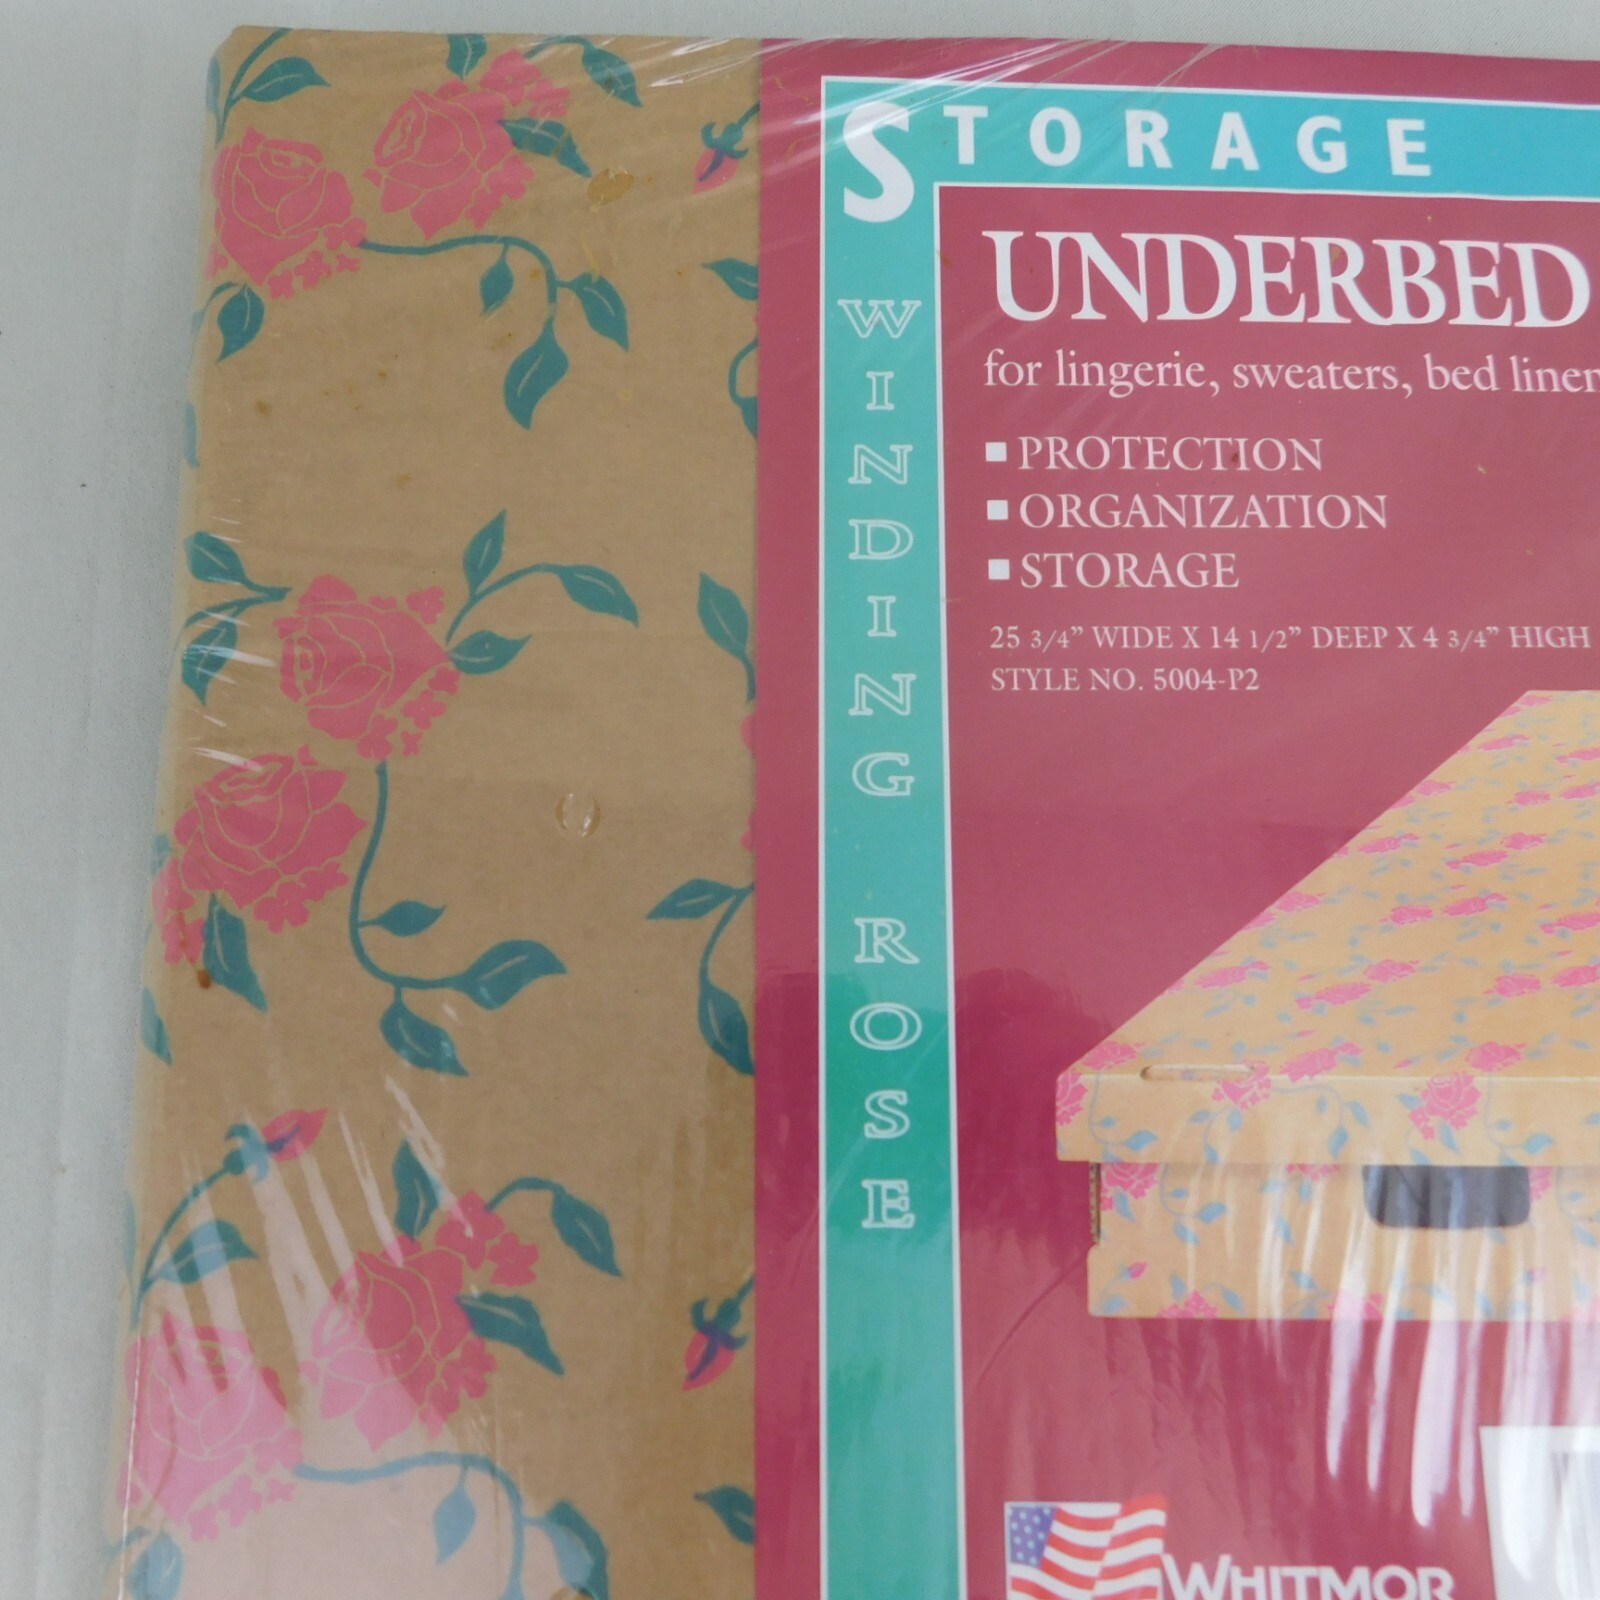 STORAGE
WINDING ROSE
UNDERBED
for lingerie, sweaters, bed
▪ PROTECTION
▪ ORGANIZATION
▪ STORAGE
25 3/4" WIDE X 14 1/2" DEEP X 4 3/4" HIGH
STYLE NO. 5004-P2
WHITMOR